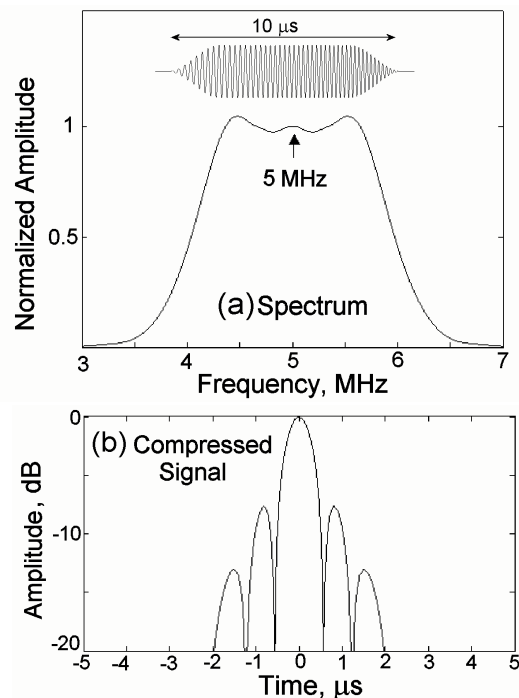 10 μs
1
5 MHz
0.5
Normalized Amplitude
(a) Spectrum
3 4 5 6 7
Frequency, MHz
0
(b) Compressed
Signal
-10
Amplitude, dB
-20
-5 -4 -3 -2 -1 0 1 2 3 4 5
Time, μs